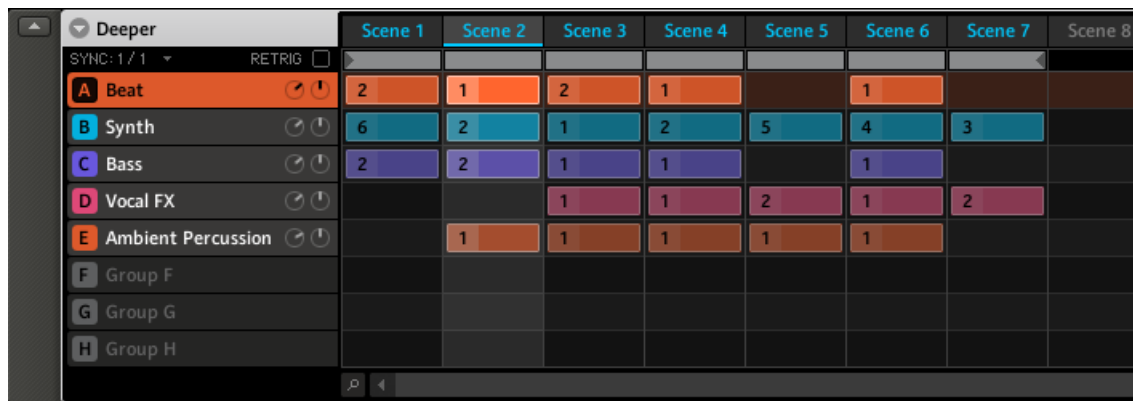 Deeper Scene 1 Scene 2 Scene 3 Scene 4 Scene 5 Scene 6 Scene 7 Scene 8
SYNC: 1 / 1 RETRIG
A Beat 2 1 2 1 1
B Synth 6 2 1 2 5 4 3
C Bass 2 2 1 1 1
D Vocal FX 1 1 2 1 2
E Ambient Percussion 1 1 1 1 1
F Group F
G Group G
H Group H